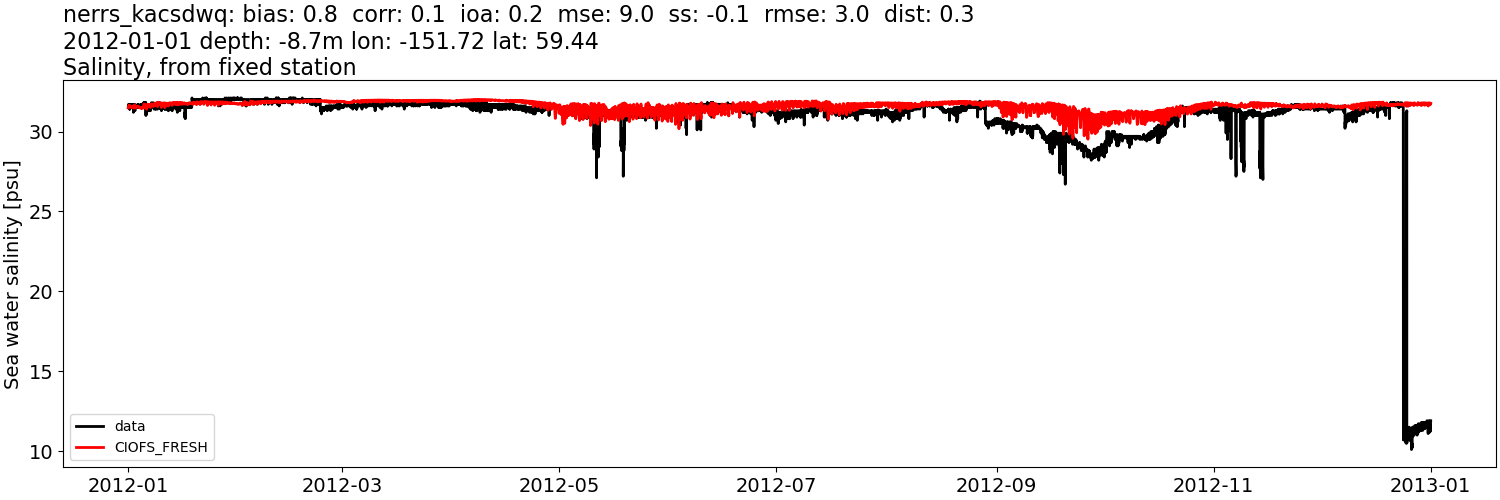 nerrs_kacsdwq: bias: 0.8  corr: 0.1  ioa: 0.2  mse: 9.0  ss: -0.1  rmse: 3.0  dist: 0.3
2012-01-01 depth: -8.7m lon: -151.72 lat: 59.44
Salinity, from fixed station
Sea water salinity [psu]
30
25
20
15
10
data
CIOFS_FRESH
2012-01
2012-03
2012-05
2012-07
2012-09
2012-11
2013-01